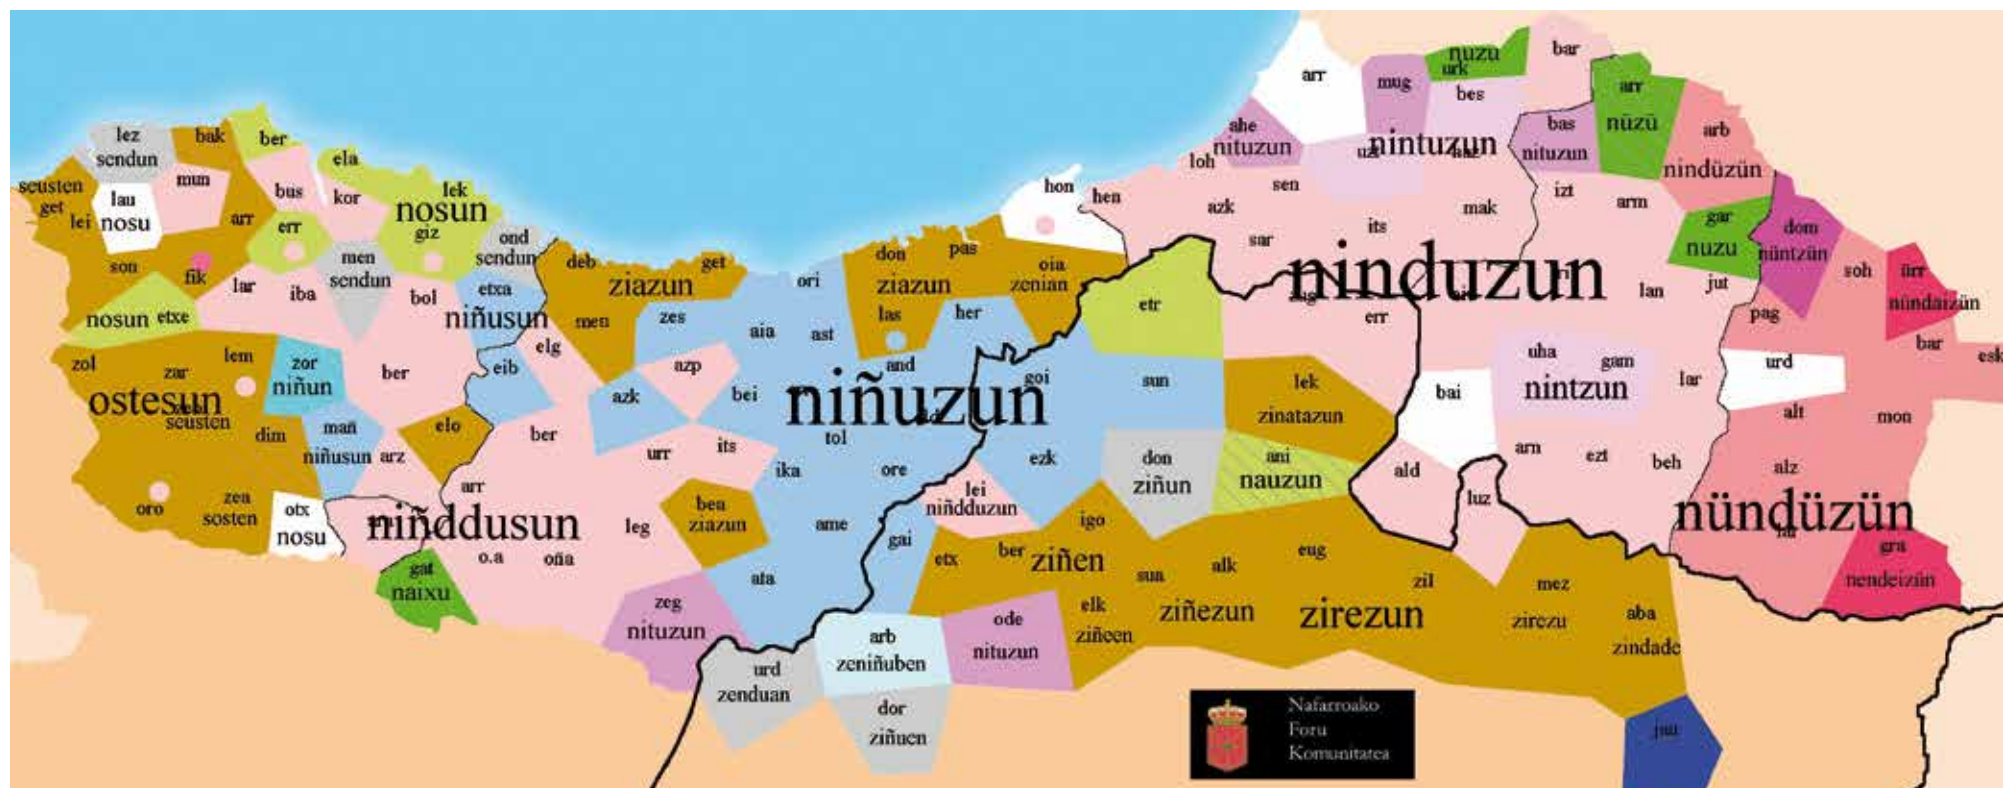 lez
sendun
bak
ber
ela
seusten
get
lei
lau
nosu
mun
bus
kor
lek
nosun
giz
arr
err
ond
sendun
son
fik
men
sendun
lar
iba
bol
etxa
niñusun
nosun etxe
deb
get
ziazun
men
zes
ori
aia
ast
don
pas
ziazun
las
oia
zenian
her
hon
hen
arr
mug
nuzu
urk
bar
bes
ahe
nituzun
loh
nintuzun
bas
nituzun
arr
nüzü
arb
nindüzün
sen
azk
its
mak
izt
arm
sar
gar
nuzu
dom
nüntzün
ninduzun
lan
jut
soh
ürr
nündaizün
etr
err
pag
bar
esk
zol
zar
lem
zor
niñun
ber
elg
eib
azp
azk
bei
and
goi
niñuzun
sun
lek
zinatazun
bai
uha
gam
nintzun
lar
urd
ostesun
seusten
dim
mañ
niñusun
arz
elo
ber
alt
mon
urr
its
tol
ika
ore
ezk
don
ziñun
ani
nauzun
ald
arn
ezt
beh
alz
oro
zea
sosten
otx
nosu
arr
niñddusun
o.a
oña
leg
bea
ziazun
ame
lei
niñdduzun
gai
igo
luz
nündüzün
gra
nendeizün
gat
naixu
ata
etx
ber
ziñen
sua
alk
eug
zil
mez
zirezu
aba
zindade
zeg
nituzun
arb
zeniñuben
ode
nituzun
elk
ziñeen
ziñezun
zirezun
urd
zenduan
dor
ziñuen
Nafarroako
Foru
Komunitatea